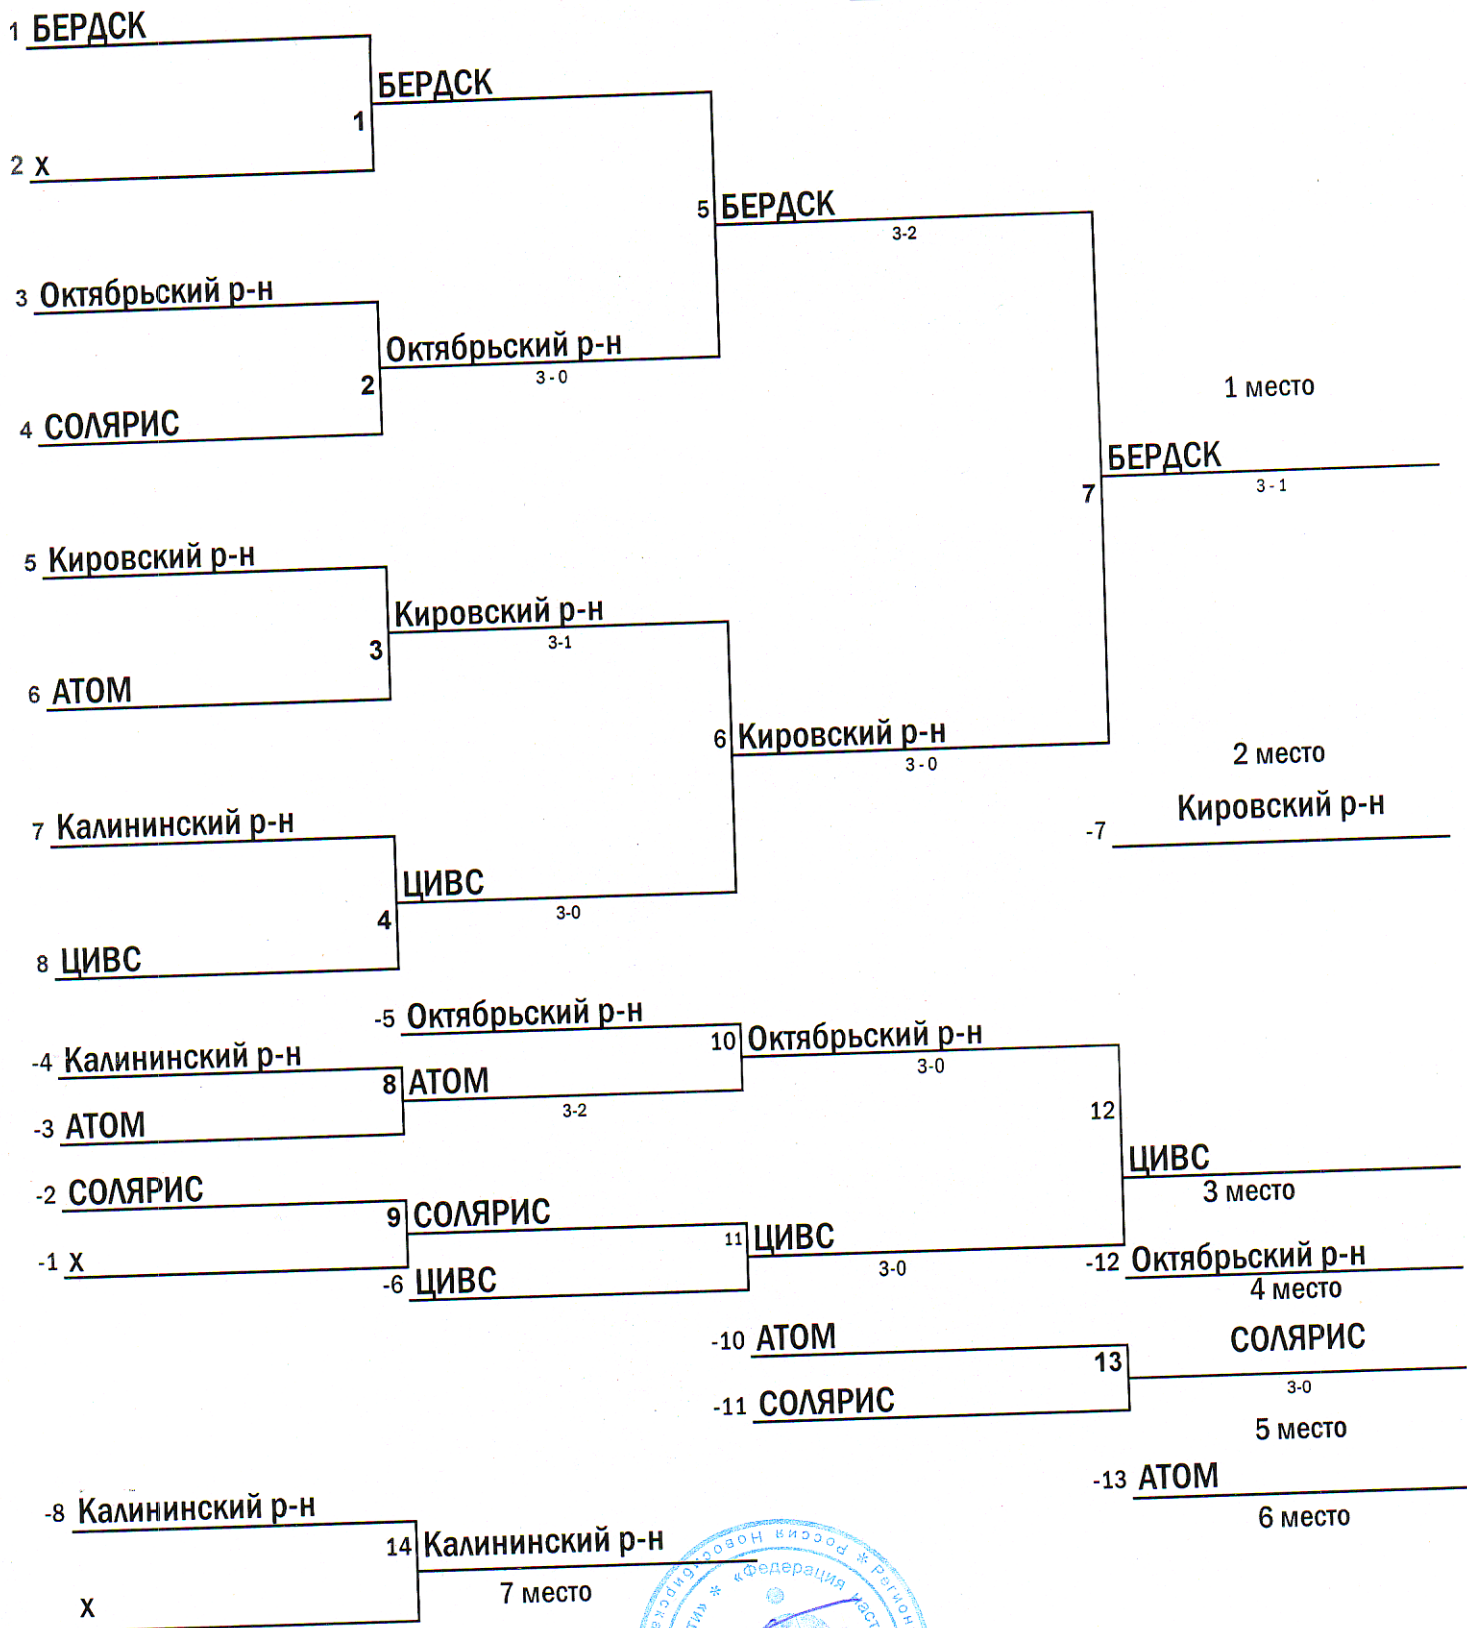 1 БЕРДСК
БЕРДСК
1
2 X
5 БЕРДСК
3-2
3 Октябрьский р-н
Октябрьский р-н
3-0
2
4 СОЛЯРИС
1 место
БЕРДСК
3-1
7
5 Кировский р-н
Кировский р-н
3-1
3
6 АТОМ
6 Кировский р-н
3-0
2 место
Кировский р-н
-7
7 Калининский р-н
ЦИВС
3-0
4
8 ЦИВС
-5 Октябрьский р-н
10 Октябрьский р-н
3-0
-4 Калининский р-н
8 АТОМ
3-2
-3 АТОМ
12
ЦИВС
3 место
-2 СОЛЯРИС
9 СОЛЯРИС
11 ЦИВС
3-0
-1 X
-6 ЦИВС
-12 Октябрьский р-н
4 место
-10 АТОМ
13
СОЛЯРИС
3-0
-11 СОЛЯРИС
5 место
-13 АТОМ
6 место
-8 Калининский р-н
14 Калининский р-н
7 место
X
Россия
«Федерация